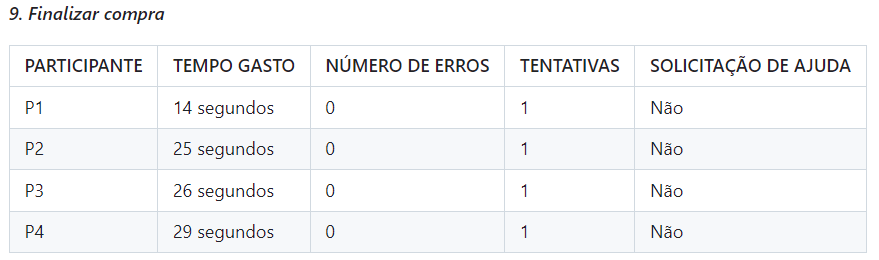 9. Finalizar compra
PARTICIPANTE TEMPO GASTO NÚMERO DE ERROS TENTATIVAS SOLICITAÇÃO DE AJUDA
P1 14 segundos 0 1 Não
P2 25 segundos 0 1 Não
P3 26 segundos 0 1 Não
P4 29 segundos 0 1 Não